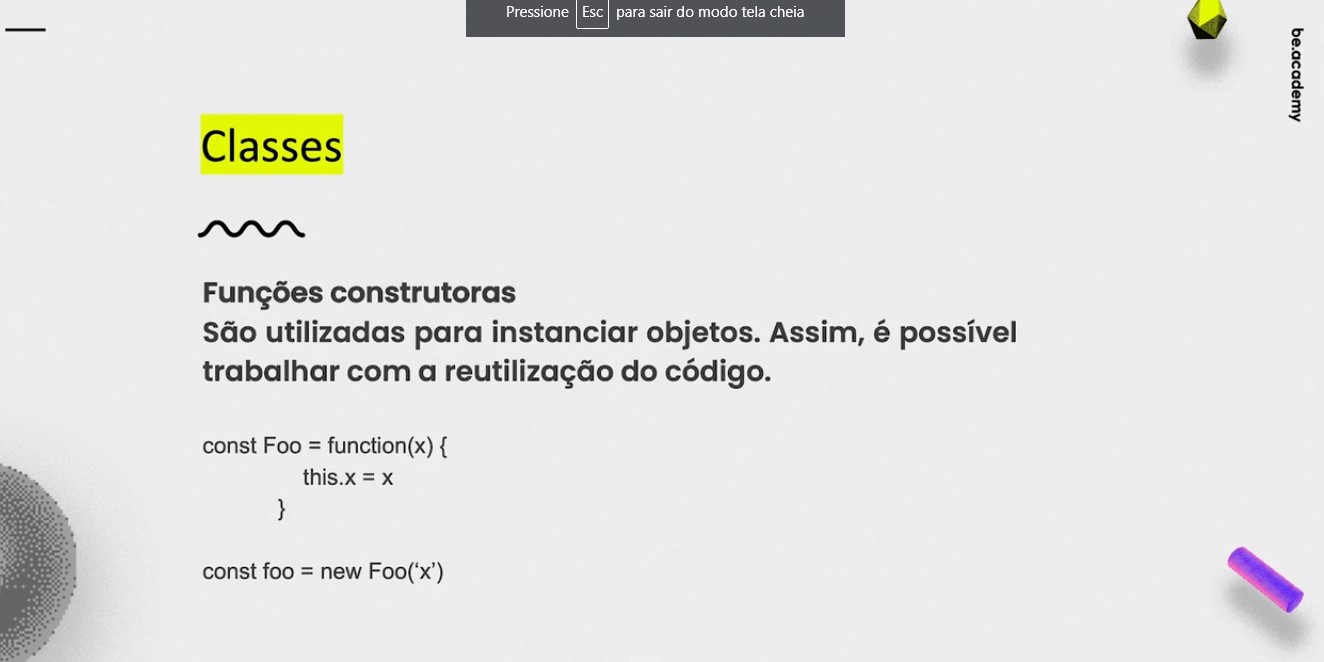 Pressione Esc para sair do modo tela cheia
be.academy
Classes
Funções construtoras
São utilizadas para instanciar objetos. Assim, é possível
trabalhar com a reutilização do código.
const Foo = function(x) {
this.x = x
}
const foo = new Foo(‘x’)